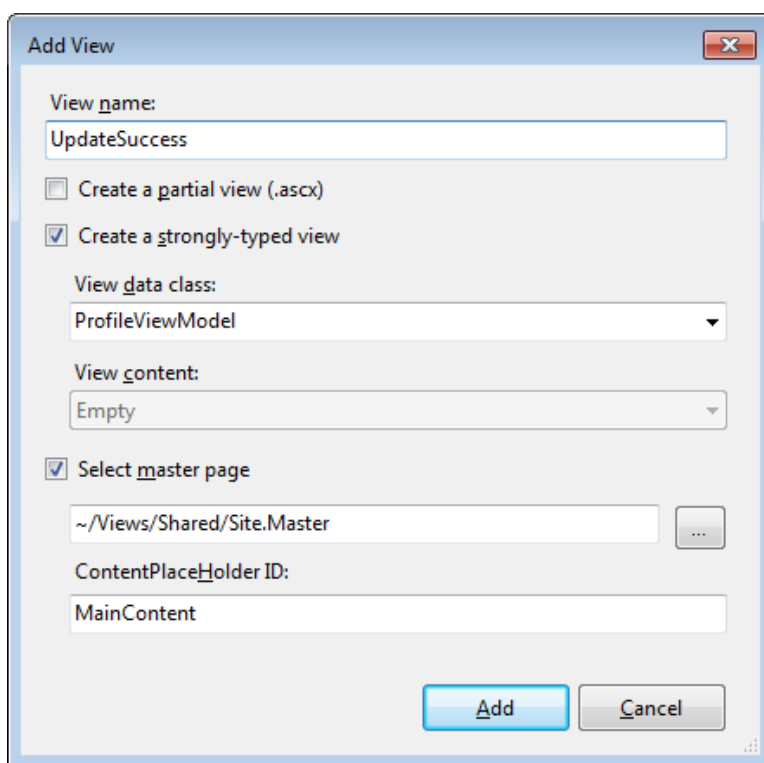 Add View
View name:
UpdateSuccess
Create a partial view (.ascx)
Create a strongly-typed view
View data class:
ProfileViewModel
View content:
Empty
Select master page
~/Views/Shared/Site.Master
...
ContentPlaceHolder ID:
MainContent
Add Cancel